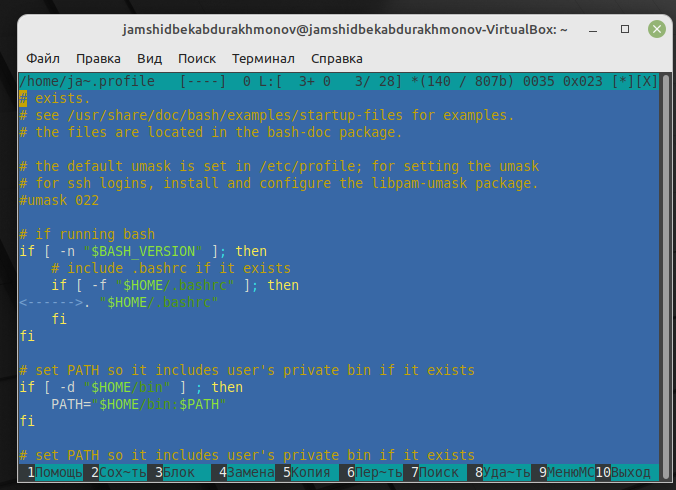 jamshidbekabdurakhmonov@jamshidbekabdurakhmonov-VirtualBox: ~
Файл Правка Вид Поиск Терминал Справка
/home/ja~.profile   [----]  0 L:[  3+ 0   3/ 28] *(140 / 807b) 0035 0x023 [*][X]
# exists.
# see /usr/share/doc/bash/examples/startup-files for examples.
# the files are located in the bash-doc package.

# the default umask is set in /etc/profile; for setting the umask
# for ssh logins, install and configure the libpam-umask package.
#umask 022

# if running bash
if [ -n "$BASH_VERSION" ]; then
    # include .bashrc if it exists
    if [ -f "$HOME/.bashrc" ]; then
<------>. "$HOME/.bashrc"
    fi
fi

# set PATH so it includes user's private bin if it exists
if [ -d "$HOME/bin" ] ; then
    PATH="$HOME/bin:$PATH"
fi

# set PATH so it includes user's private bin if it exists
 1Помощь 2Сох~ть 3Блок   4Замена 5Копия  6Пер~ть 7Поиск  8Уда~ть 9МенюMC10Выход